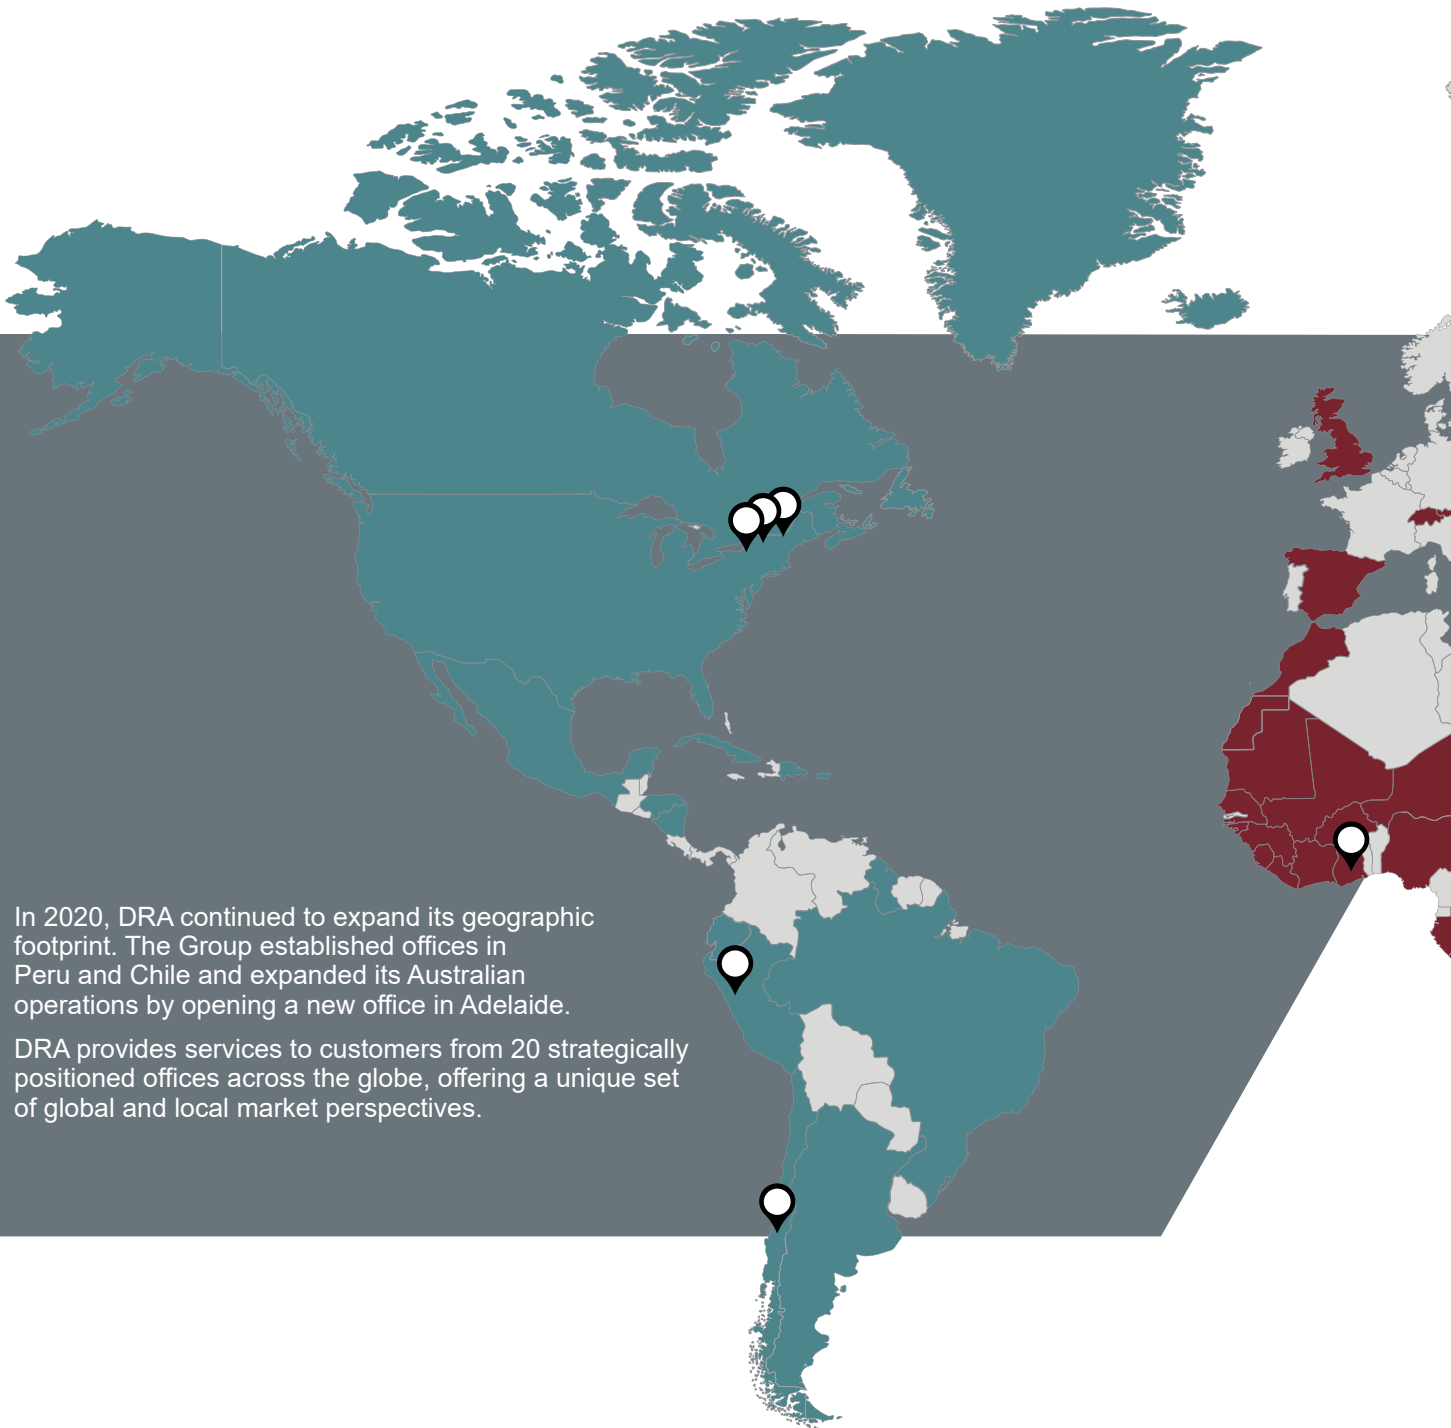 In 2020, DRA continued to expand its geographic
footprint. The Group established offices in
Peru and Chile and expanded its Australian
operations by opening a new office in Adelaide.
DRA provides services to customers from 20 strategically
positioned offices across the globe, offering a unique set
of global and local market perspectives.